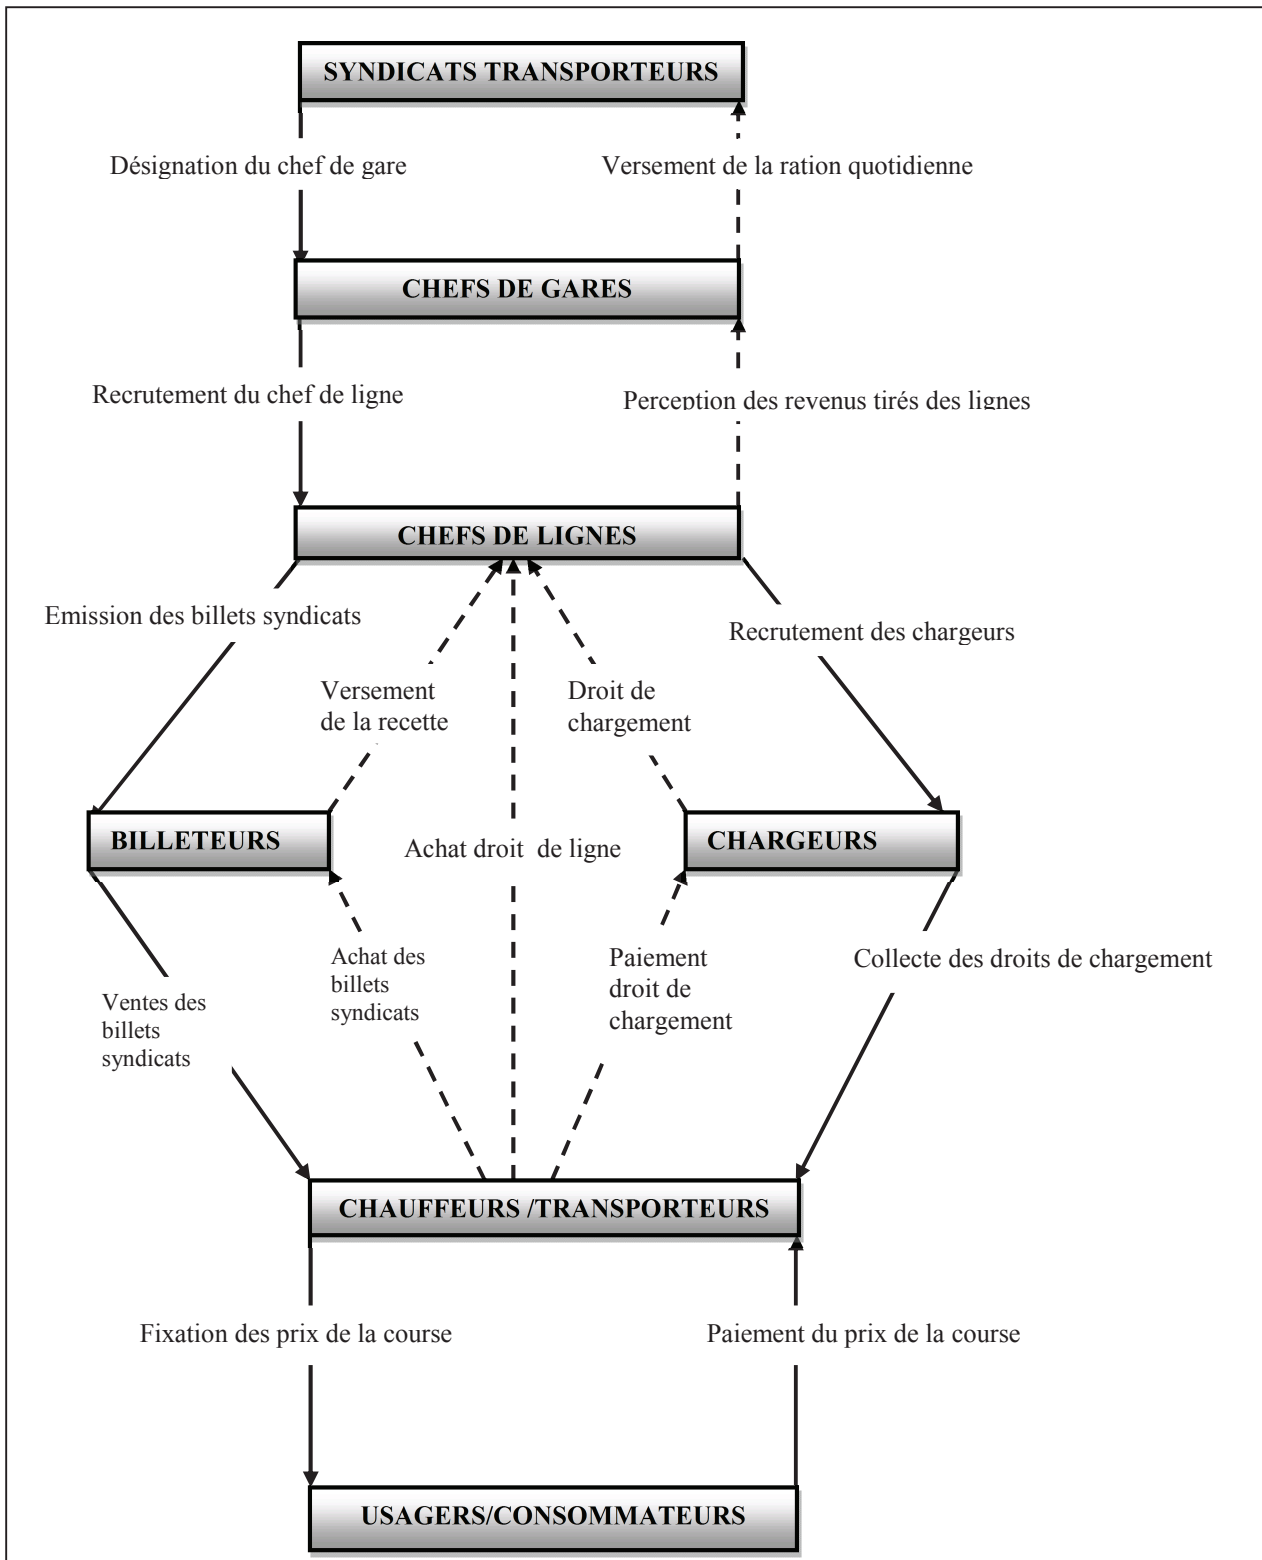 SYNDICATS TRANSPORTEURS
Désignation du chef de gare
Versement de la ration quotidienne
CHEFS DE GARES
Recrutement du chef de ligne
Perception des revenus tirés des lignes
CHEFS DE LIGNES
Emission des billets syndicats
Recrutement des chargeurs
Versement
de la recette
Droit de
chargement
BILLETEURS
Achat droit de ligne
CHARGEURS
Achat des
billets
syndicats
Paiement
droit de
chargement
Collecte des droits de chargement
Ventes des
billets
syndicats
CHAUFFEURS /TRANSPORTEURS
Fixation des prix de la course
Paiement du prix de la course
USAGERS/CONSOMMATEURS